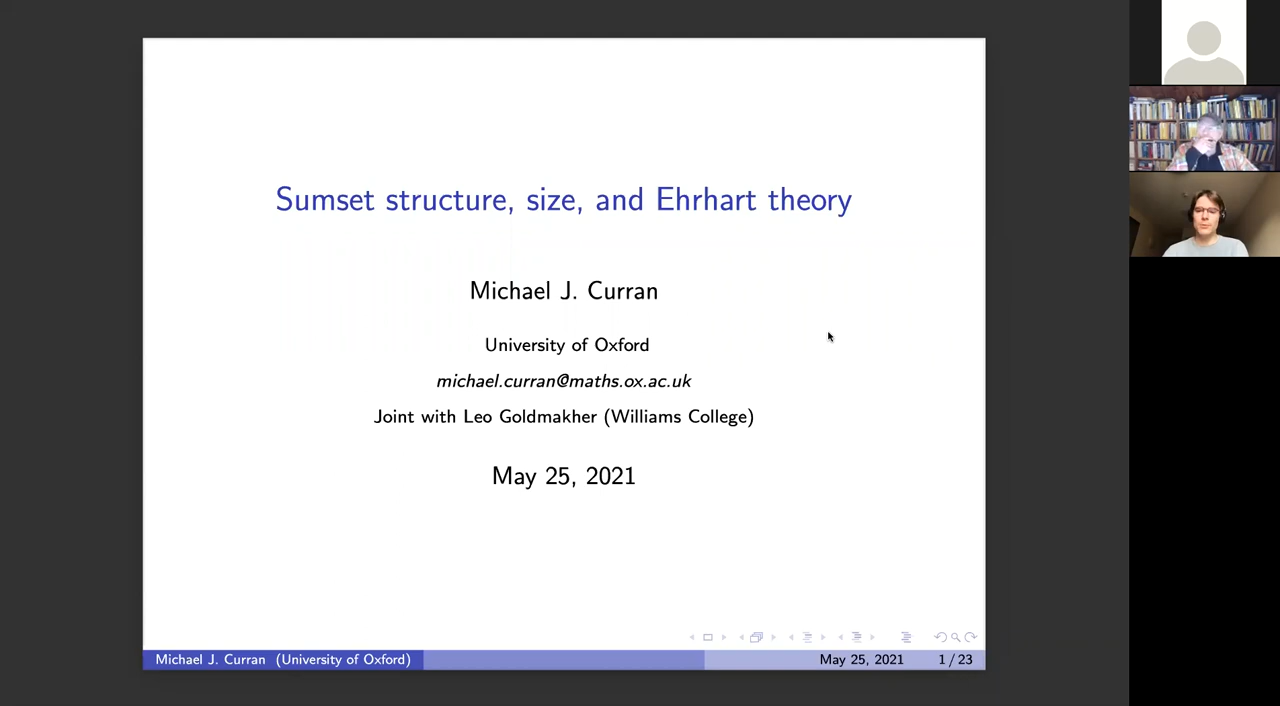 Sumset structure, size, and Ehrhart theory
Michael J. Curran
University of Oxford
michael.curran@maths.ox.ac.uk
Joint with Leo Goldmakher (Williams College)
May 25, 2021
Michael J. Curran (University of Oxford)
May 25, 2021
1 / 23